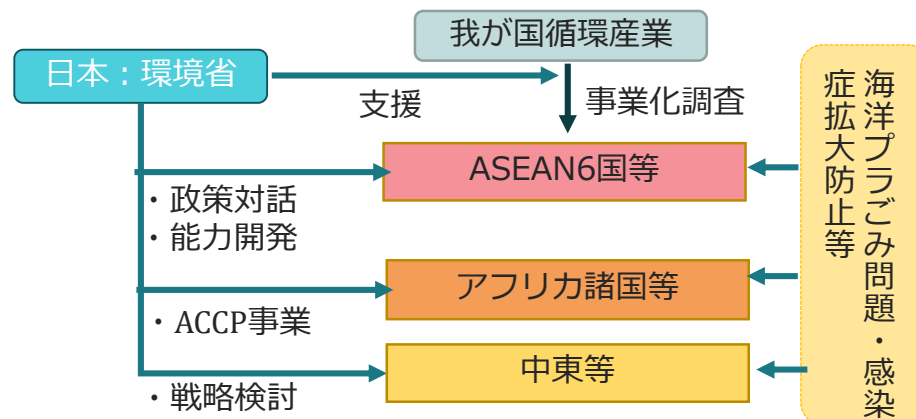 我が国循環産業
日本：環境省
支援
事業化調査
ASEAN6国等
・政策対話
・能力開発
アフリカ諸国等
・ACCP事業
中東等
・戦略検討
海洋プラごみ問題・感染
症拡大防止等